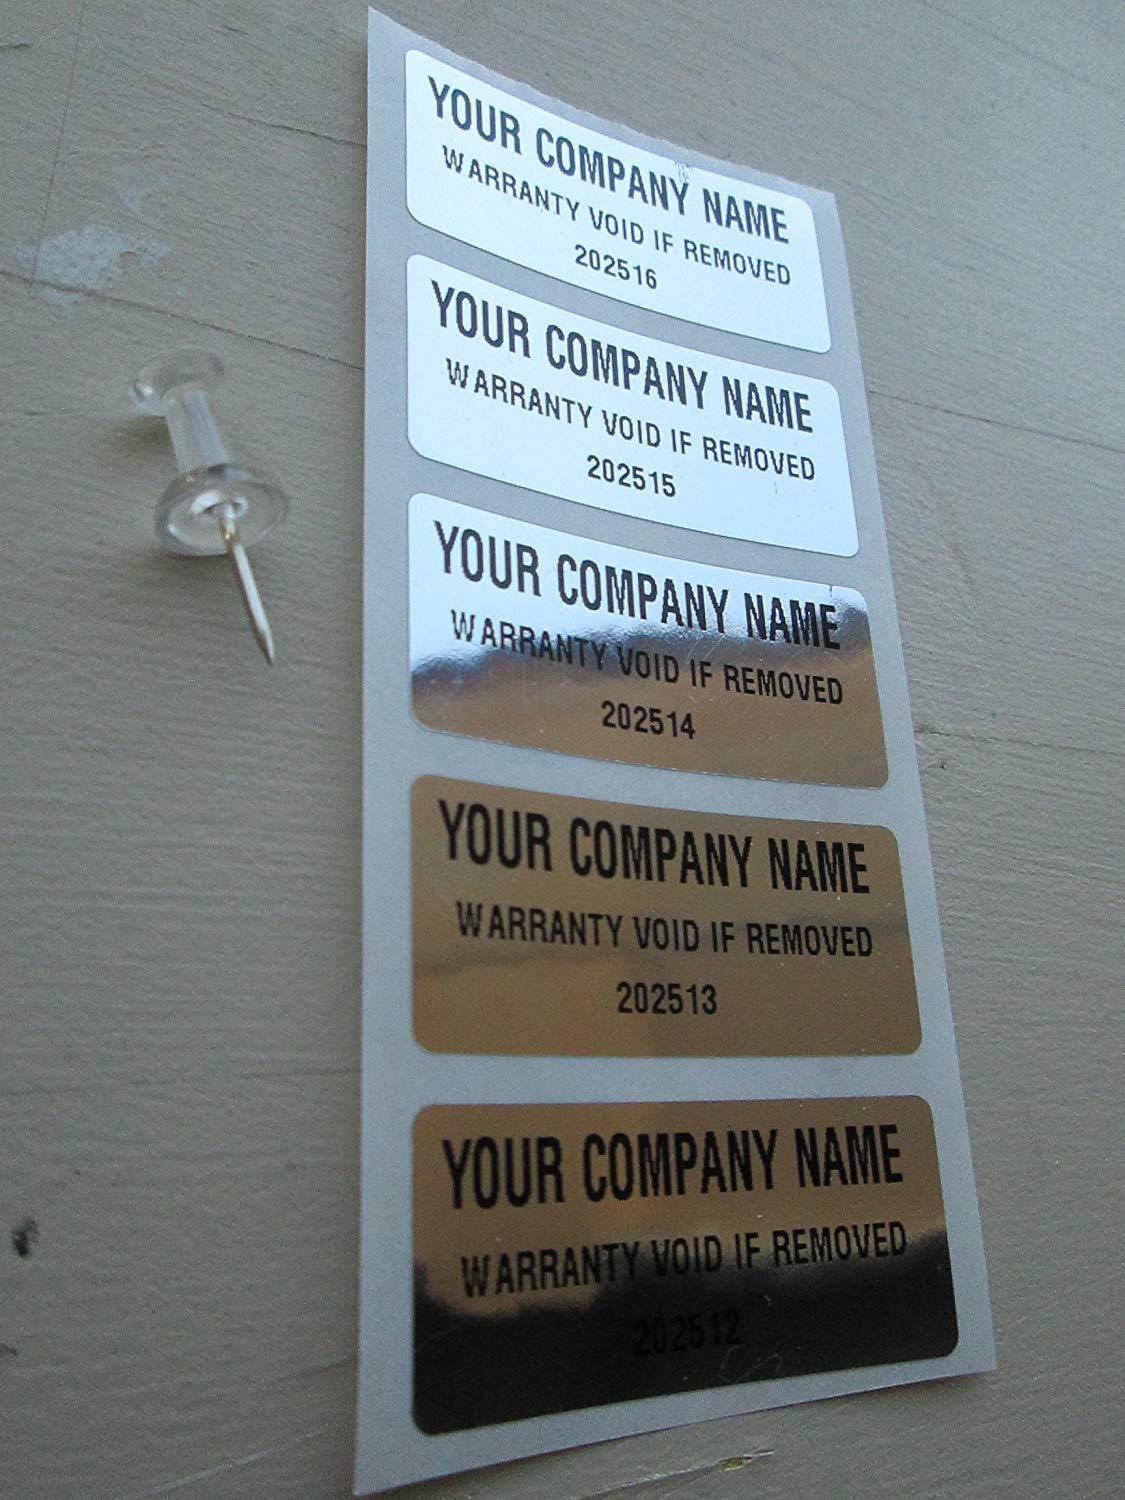 YOUR COMPANY NAME
WARRANTY VOID IF REMOVED
202516
YOUR COMPANY NAME
WARRANTY VOID IF REMOVED
202515
YOUR COMPANY NAME
WARRANTY VOID IF REMOVED
202514
YOUR COMPANY NAME
WARRANTY VOID IF REMOVED
202513
YOUR COMPANY NAME
WARRANTY VOID IF REMOVED
202512